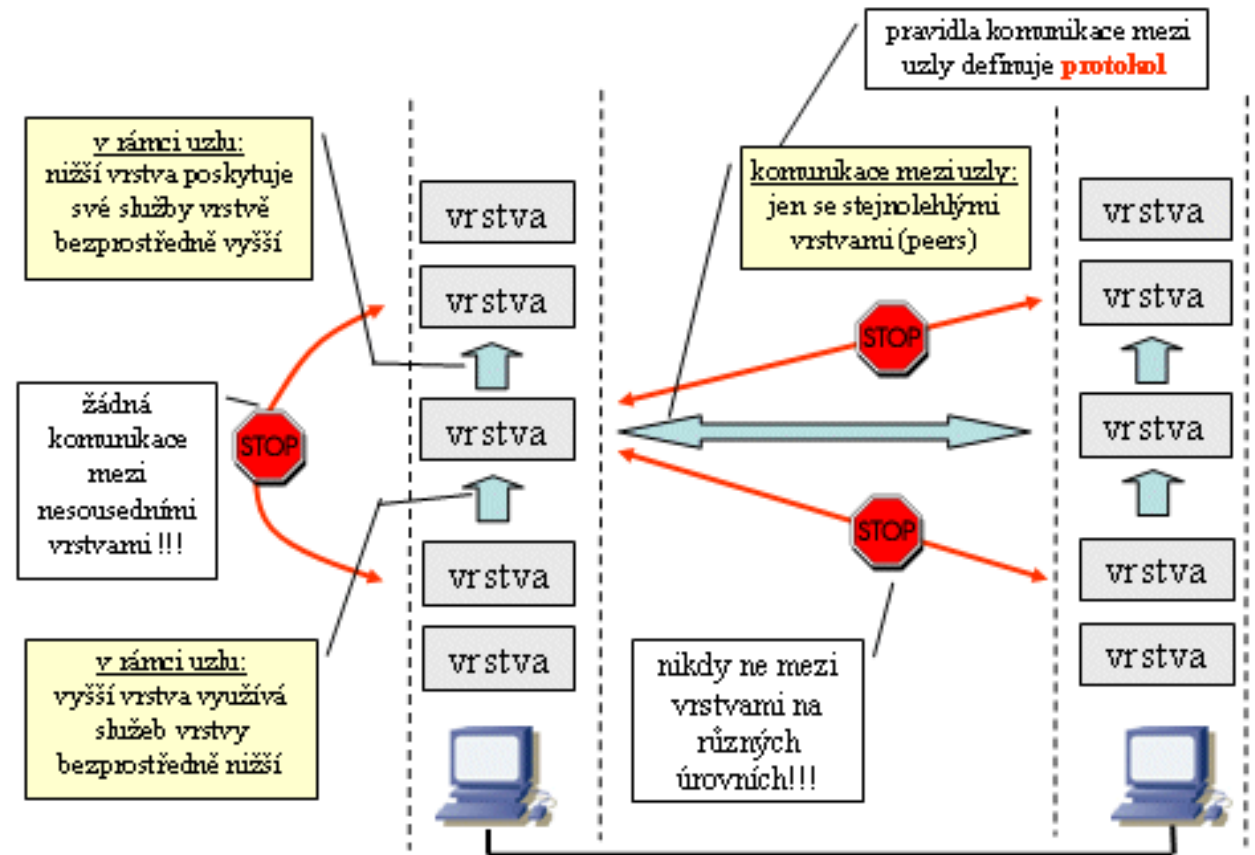 pravidla komunikace mezi
uzly definuje protokol
v rámci uzlu:
nižší vrstva poskytuje
své služby vrstvě
bezprostředně vyšší
komunikace mezi uzly:
jen se stejnolehlými
vrstvami (peers)
vrstva
vrstva
vrstva
vrstva
vrstva
vrstva
vrstva
vrstva
vrstva
vrstva
STOP
STOP
STOP
žádná
komunikace
mezi
nesousedními
vrstvami !!!
v rámci uzlu:
vyšší vrstva využívá
služeb vrstvy
bezprostředně nižší
nikdy ne mezi
vrstvami na
různých
úrovních!!!